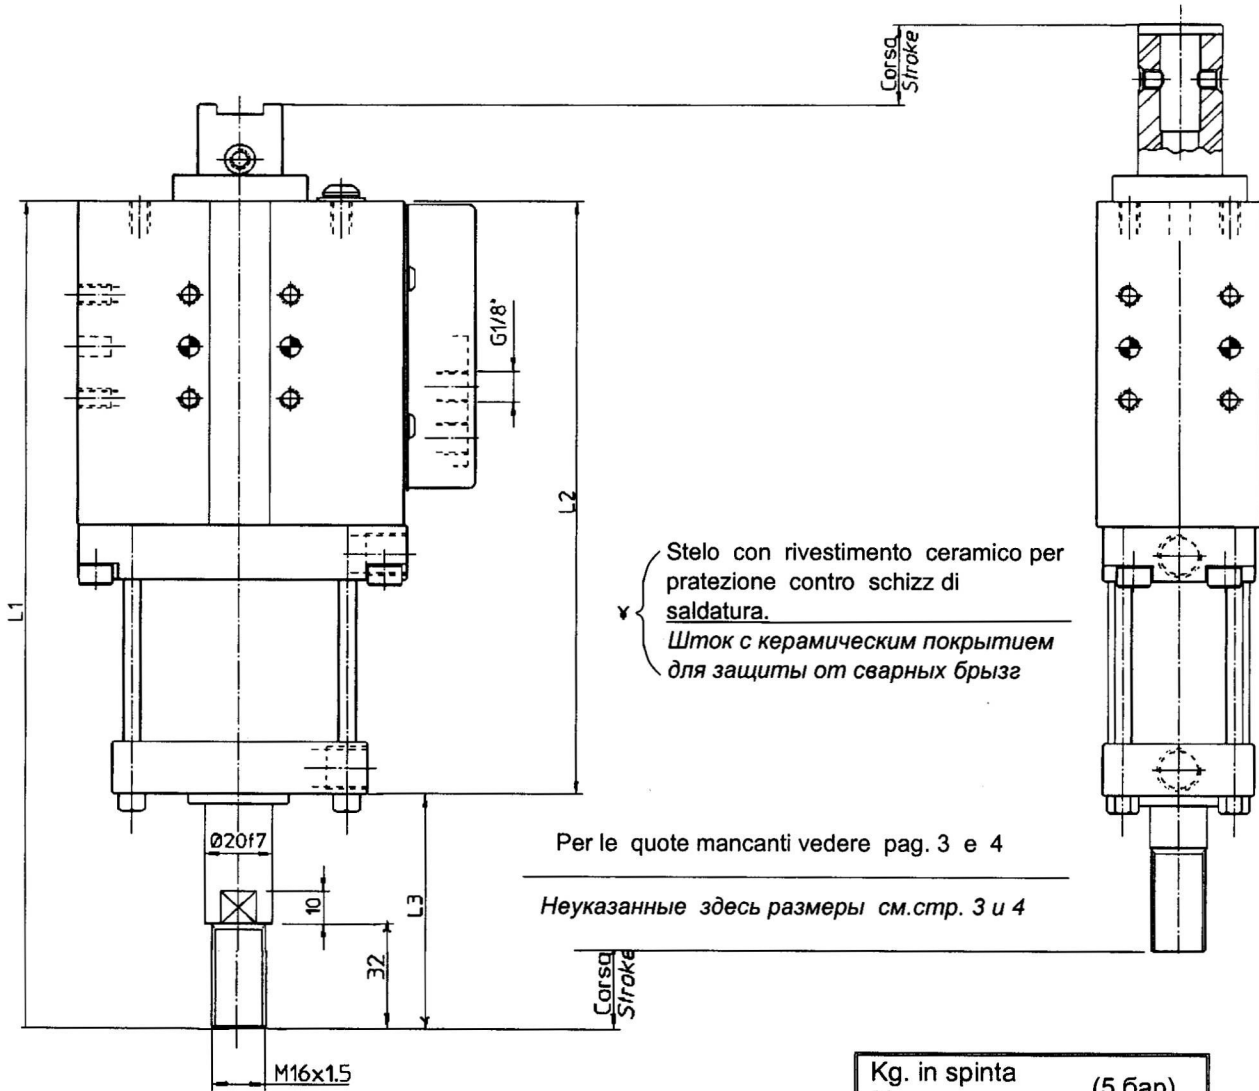 Corsa
Stroke
G1/8"
L2
L1
Stelo con rivestimento ceramico per
pratezione contro schizz di
saldatura.
Шток с керамическим покрытием
для защиты от сварных брызг
Ø20f7
Per le quote mancanti vedere pag. 3 e 4
10
L3
Неуказанные здесь размеры см.стр. 3 и 4
32
Corsa
Stroke
M16x1.5
Kg. in spinta
(5 бар)